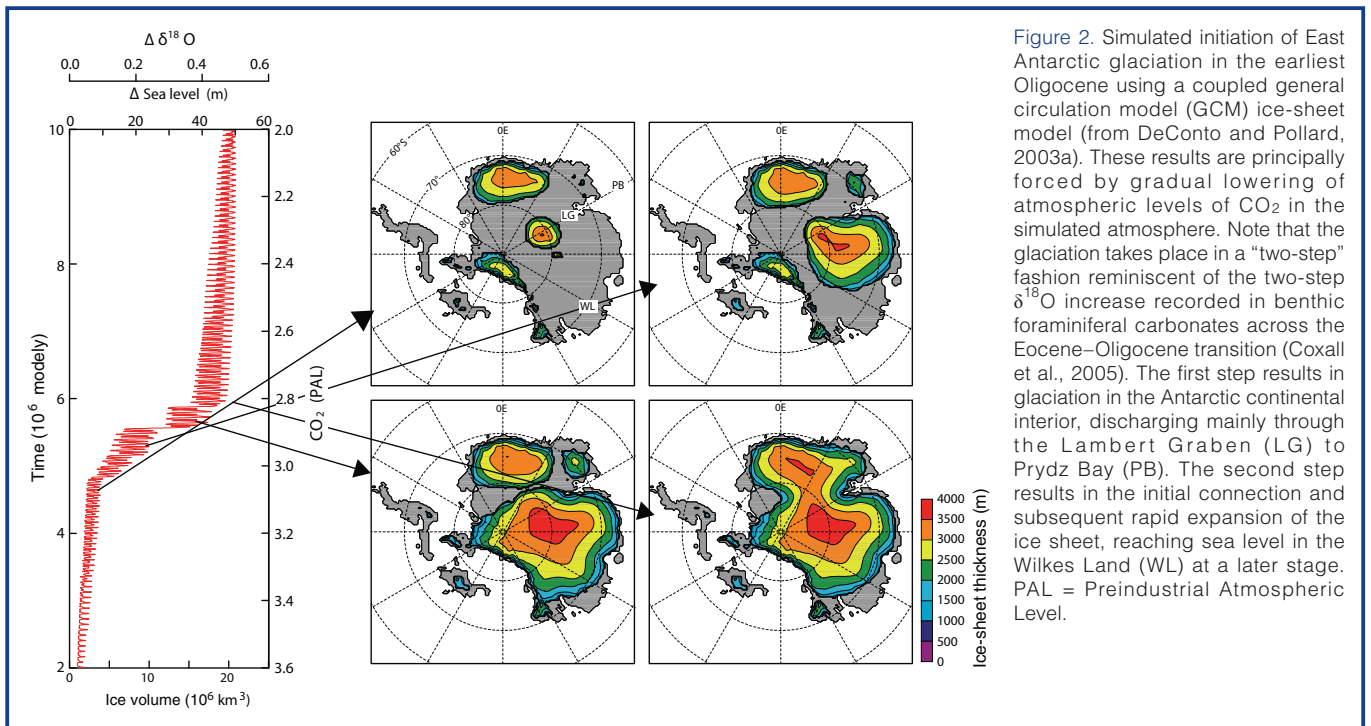 Δ δ18 O
0.0 0.2 0.4 0.6
Δ Sea level (m)
0 20 40 60
10 2.0
2.2
2.4
8
2.6
6 2.8
3.0
4 3.2
3.4
2 3.6
Time (10^6 modely)
CO2 (PAL)
0 10 20
Ice volume (10^6 km3)
0E
60°S
70°
80
PB
LG
WL
0E
0E
0E
4000
3500
3000
2500
2000
1500
1000
500
0
Ice-sheet thickness (m)
Figure 2. Simulated initiation of East
Antarctic glaciation in the earliest
Oligocene using a coupled general
circulation model (GCM) ice-sheet
model (from DeConto and Pollard,
2003a). These results are principally
forced by gradual lowering of
atmospheric levels of CO2 in the
simulated atmosphere. Note that the
glaciation takes place in a “two-step”
fashion reminiscent of the two-step
δ18O increase recorded in benthic
foraminiferal carbonates across the
Eocene–Oligocene transition (Coxall
et al., 2005). The first step results in
glaciation in the Antarctic continental
interior, discharging mainly through
the Lambert Graben (LG) to
Prydz Bay (PB). The second step
results in the initial connection and
subsequent rapid expansion of the
ice sheet, reaching sea level in the
Wilkes Land (WL) at a later stage.
PAL = Preindustrial Atmospheric
Level.